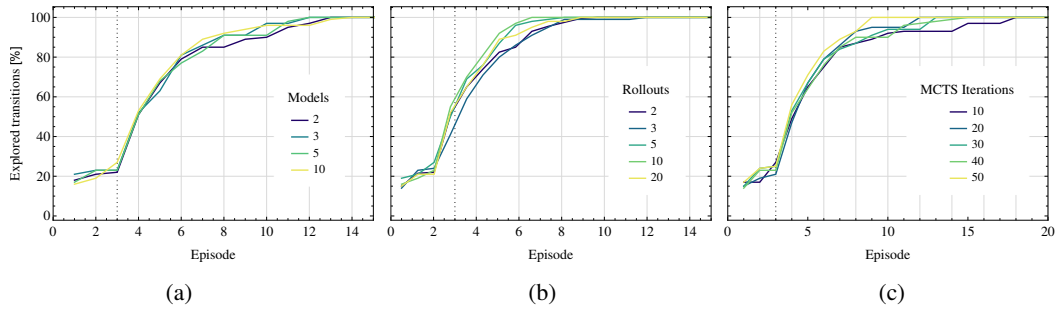 Explored transitions [%]
100
80
60
40
20
0
Models
2
3
5
10
0 2 4 6 8 10 12 14
Episode
(a)
Rollouts
2
3
5
10
20
0 2 4 6 8 10 12 14
Episode
(b)
MCTS Iterations
10
20
30
40
50
0 5 10 15 20
Episode
(c)